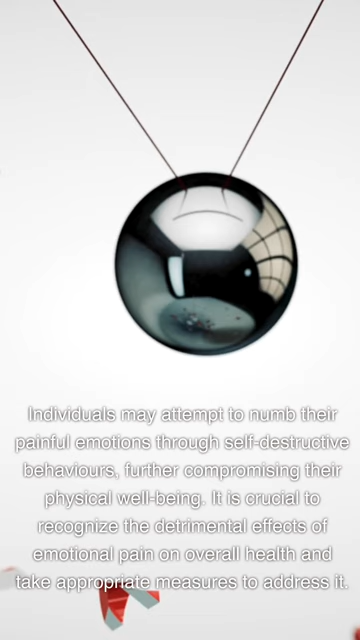 Individuals may attempt to numb their
painful emotions through self-destructive
behaviours, further compromising their
physical well-being. It is crucial to
recognize the detrimental effects of
emotional pain on overall health and
take appropriate measures to address it.